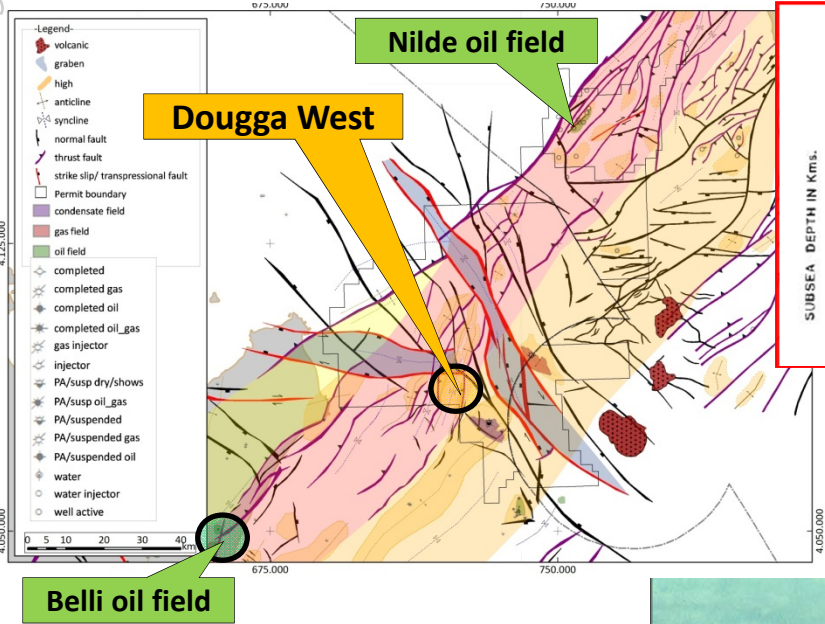 675.000
750.000
Nilde oil field
-Legend-
volcanic
graben
high
anticline
syncline
normal fault
thrust fault
strike slip/ transpressional fault
Permit boundary
condensate field
gas field
oil field
completed
completed gas
completed oil
completed oil_gas
gas injector
injector
PA/susp dry/shows
PA/susp oil_gas
PA/suspended
PA/suspended gas
PA/suspended oil
water
water injector
well active
0 5 10 20 30 40 km
Dougga West
4.125.000
SUBSEA DEPTH IN Kms.
4.050.000
4.050.000
675.000
750.000
Belli oil field